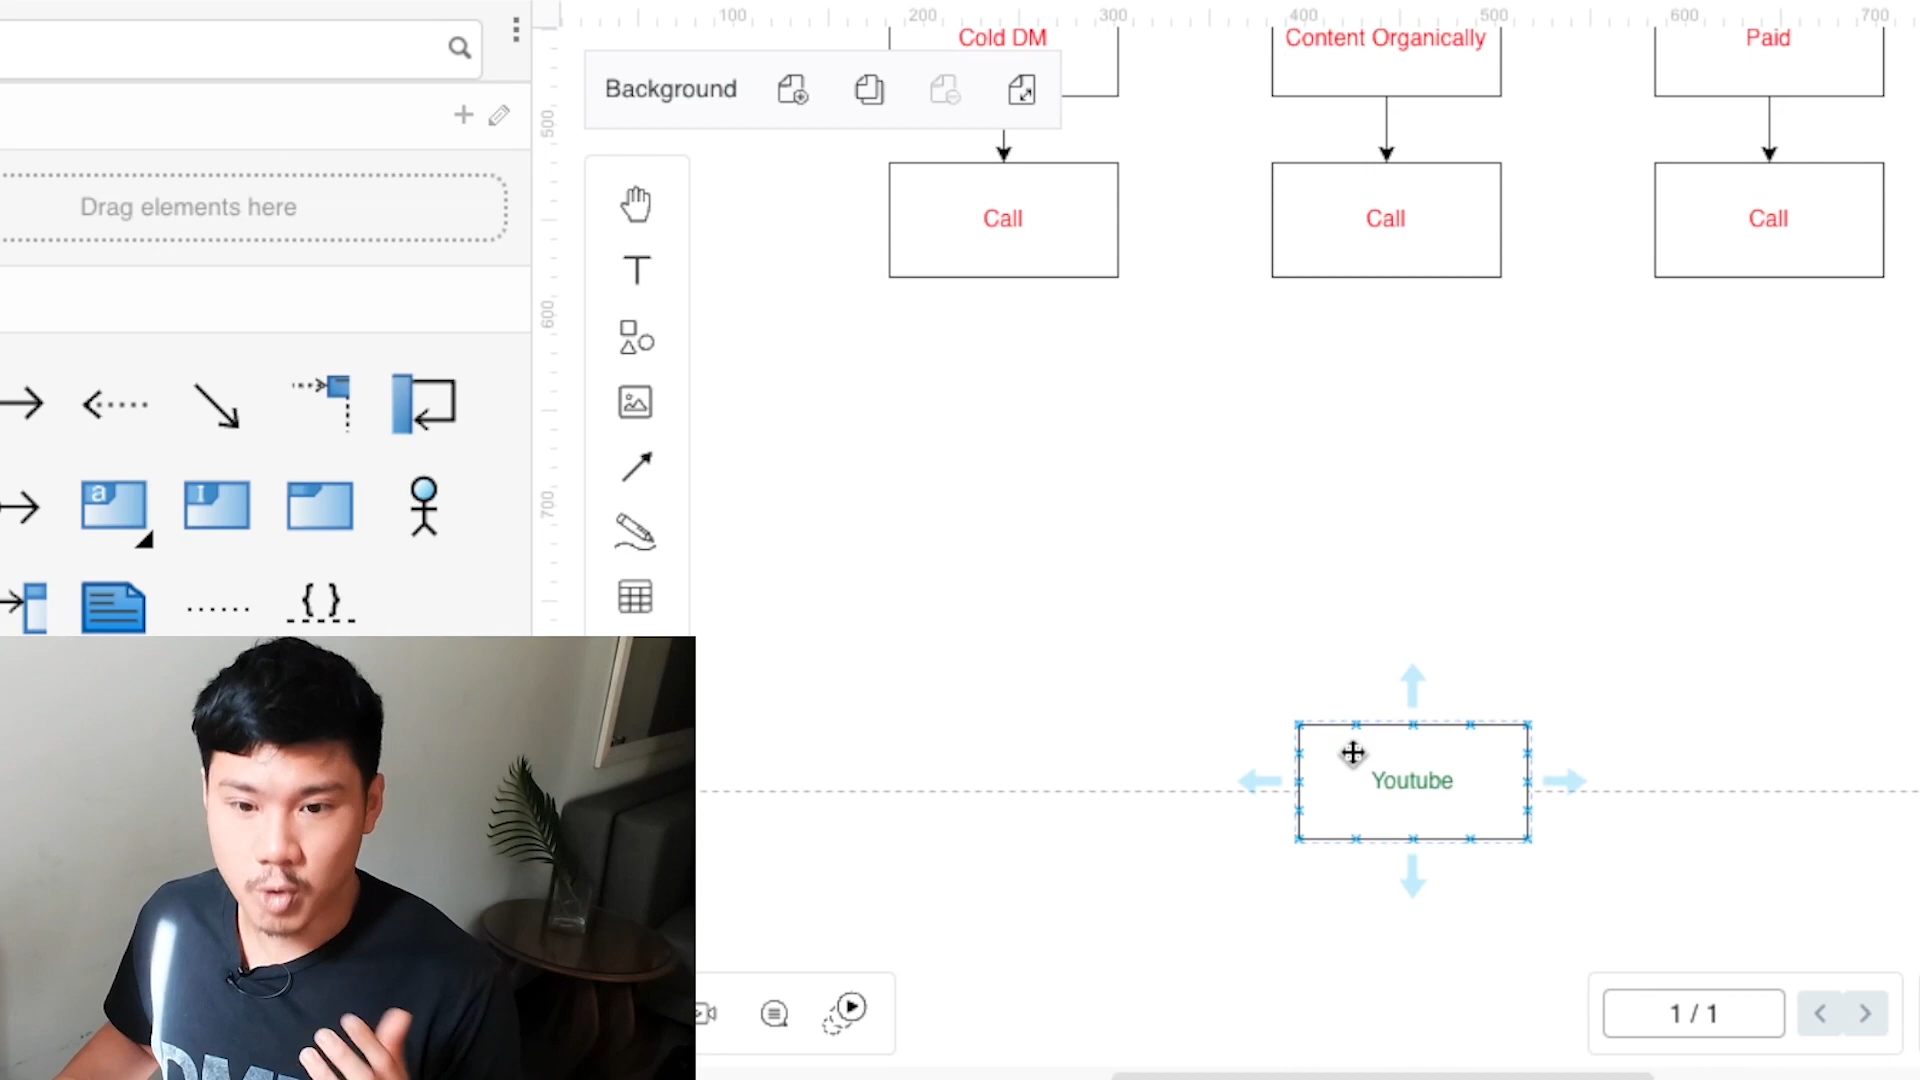 100 200 300 400 500 600 700
Cold DM
Content Organically
Paid
Background
500
Drag elements here
Call
Call
Call
600
a
I
700
{ }
Youtube
1 / 1